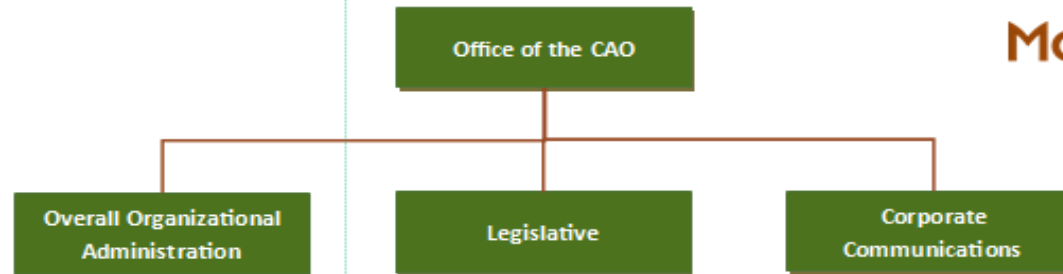 Office of the CAO
Overall Organizational
Administration
Legislative
Corporate
Communications